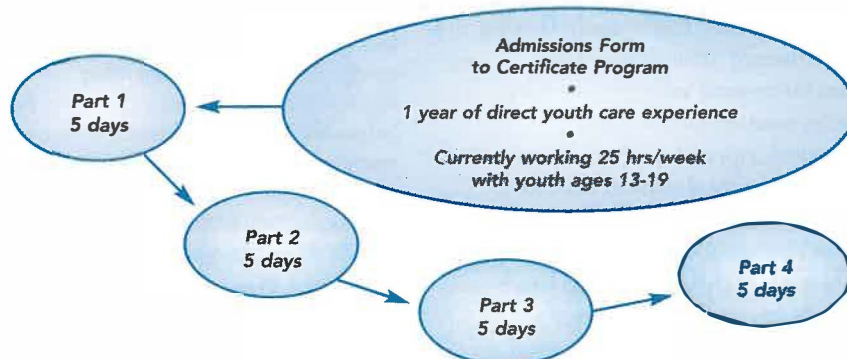 Admissions Form
to Certificate Program
•
1 year of direct youth care experience
•
Currently working 25 hrs/week
with youth ages 13-19
Part 1
5 days
Part 2
5 days
Part 3
5 days
Part 4
5 days